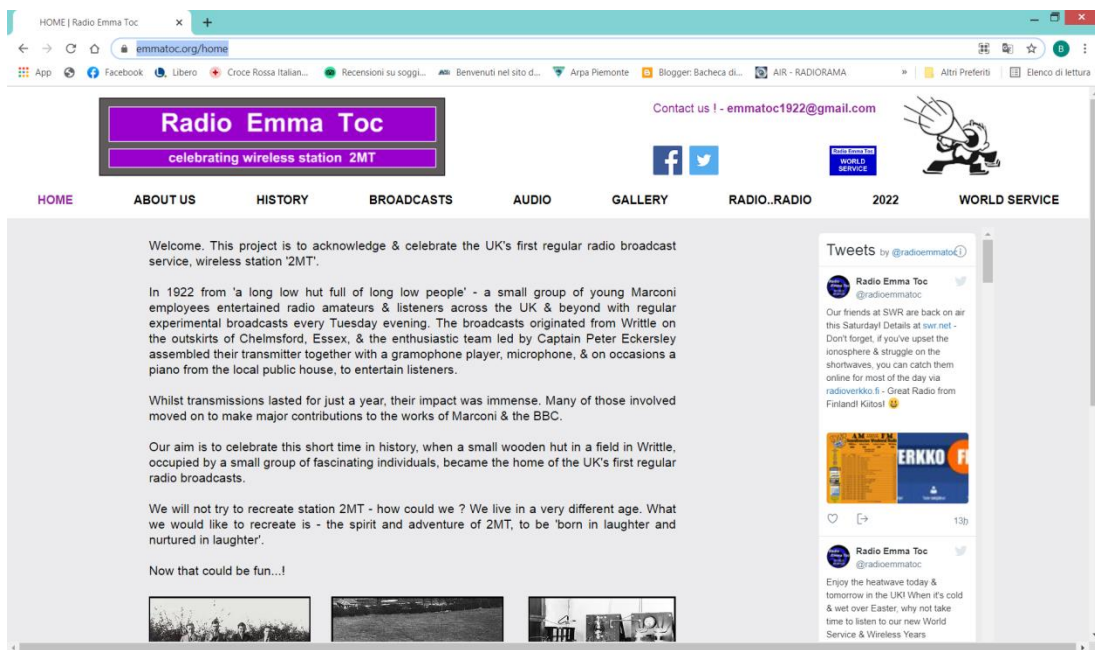 HOME | Radio Emma Toc
emmatoc.org/home
App
Facebook
Libero
Croce Rossa Italian...
Recensioni su soggi...
Benvenuti nel sito d...
Arpa Piemonte
Blogger: Bacheca di...
AIR - RADIORAMA
»
Altri Preferiti
Elenco di lettura
B
Radio Emma Toc
celebrating wireless station 2MT
Contact us ! - emmatoc1922@gmail.com
Radio Emma Toc
WORLD
SERVICE
HOME ABOUT US HISTORY BROADCASTS AUDIO GALLERY RADIO..RADIO 2022 WORLD SERVICE
Welcome. This project is to acknowledge & celebrate the UK's first regular radio broadcast
service, wireless station '2MT'.
In 1922 from 'a long low hut full of long low people' - a small group of young Marconi
employees entertained radio amateurs & listeners across the UK & beyond with regular
experimental broadcasts every Tuesday evening. The broadcasts originated from Writtle on
the outskirts of Chelmsford, Essex, & the enthusiastic team led by Captain Peter Eckersley
assembled their transmitter together with a gramophone player, microphone, & on occasions a
piano from the local public house, to entertain listeners.
Whilst transmissions lasted for just a year, their impact was immense. Many of those involved
moved on to make major contributions to the works of Marconi & the BBC.
Our aim is to celebrate this short time in history, when a small wooden hut in a field in Writtle,
occupied by a small group of fascinating individuals, became the home of the UK's first regular
radio broadcasts.
We will not try to recreate station 2MT - how could we ? We live in a very different age. What
we would like to recreate is - the spirit and adventure of 2MT, to be 'born in laughter and
nurtured in laughter'.
Now that could be fun...!
Tweets by @radioemmatoc
Radio Emma Toc
@radioemmatoc
Our friends at SWR are back on air
this Saturday! Details at swr.net -
Don't forget, if you've upset the
ionosphere & struggle on the
shortwaves, you can catch them
online for most of the day via
radioverkko.fi - Great Radio from
Finland! Kiitos!
AM FM
ERKKO FI
13h
Radio Emma Toc
@radioemmatoc
Enjoy the heatwave today &
tomorrow in the UK! When it's cold
& wet over Easter, why not take
time to listen to our new World
Service & Wireless Years